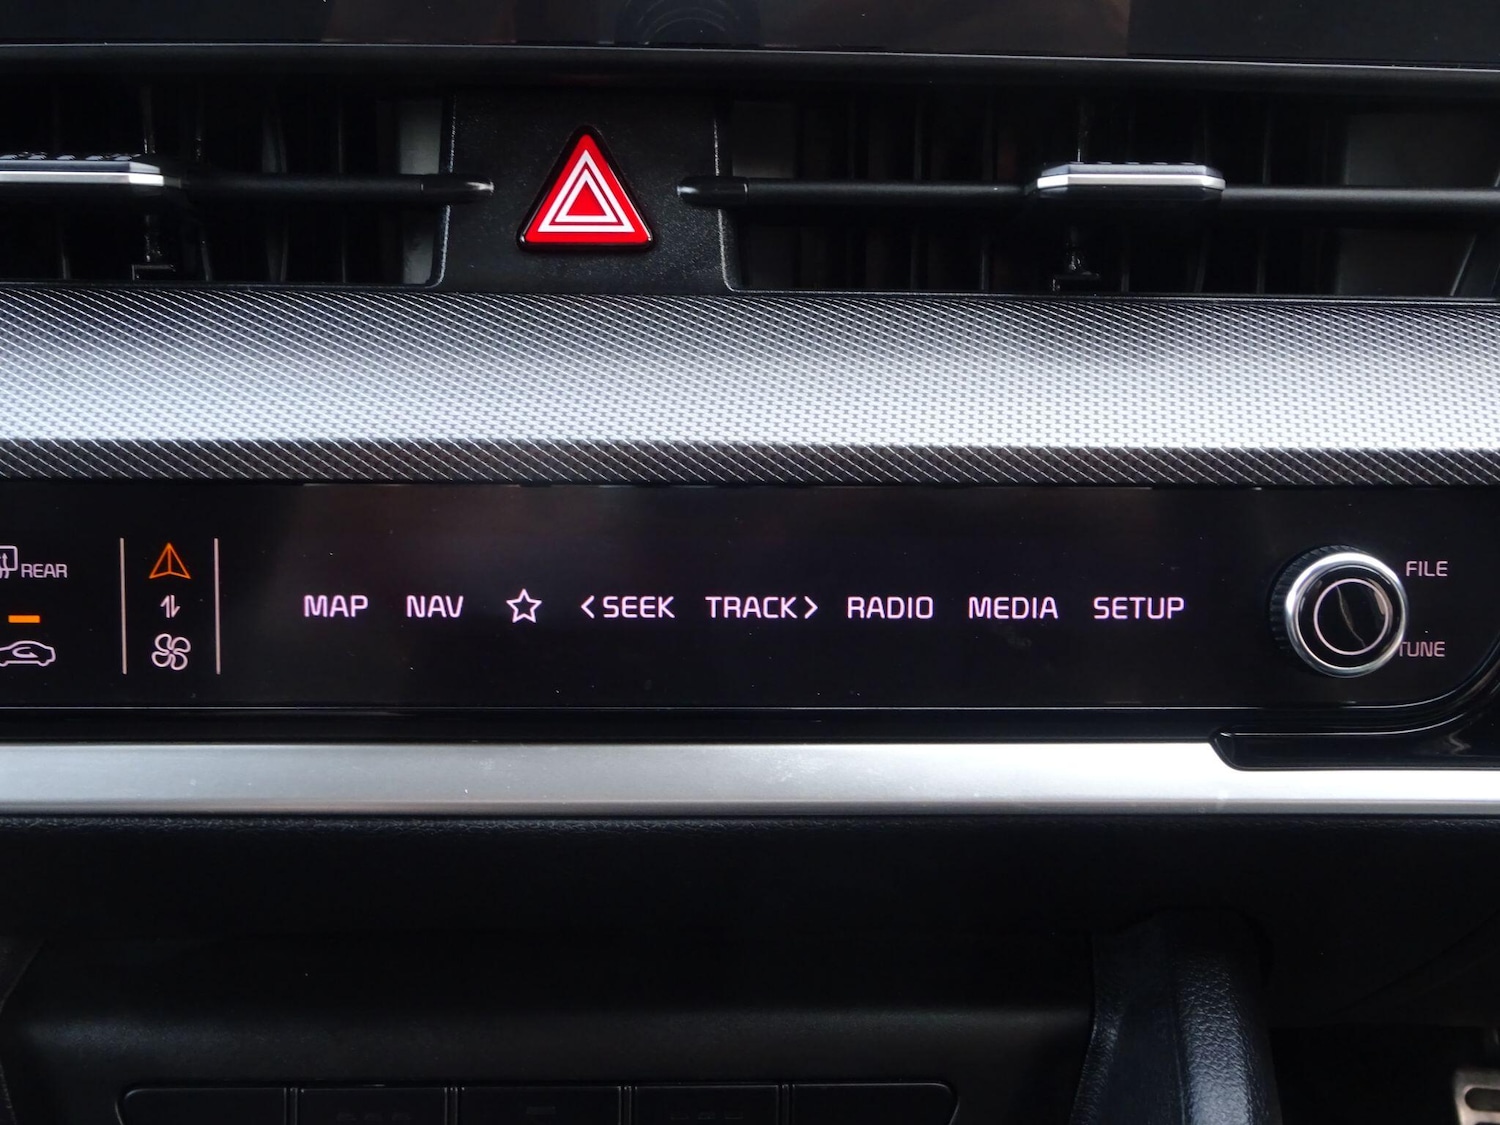 REAR
MAP NAV <SEEK TRACK> RADIO MEDIA SETUP
FILE
TUNE